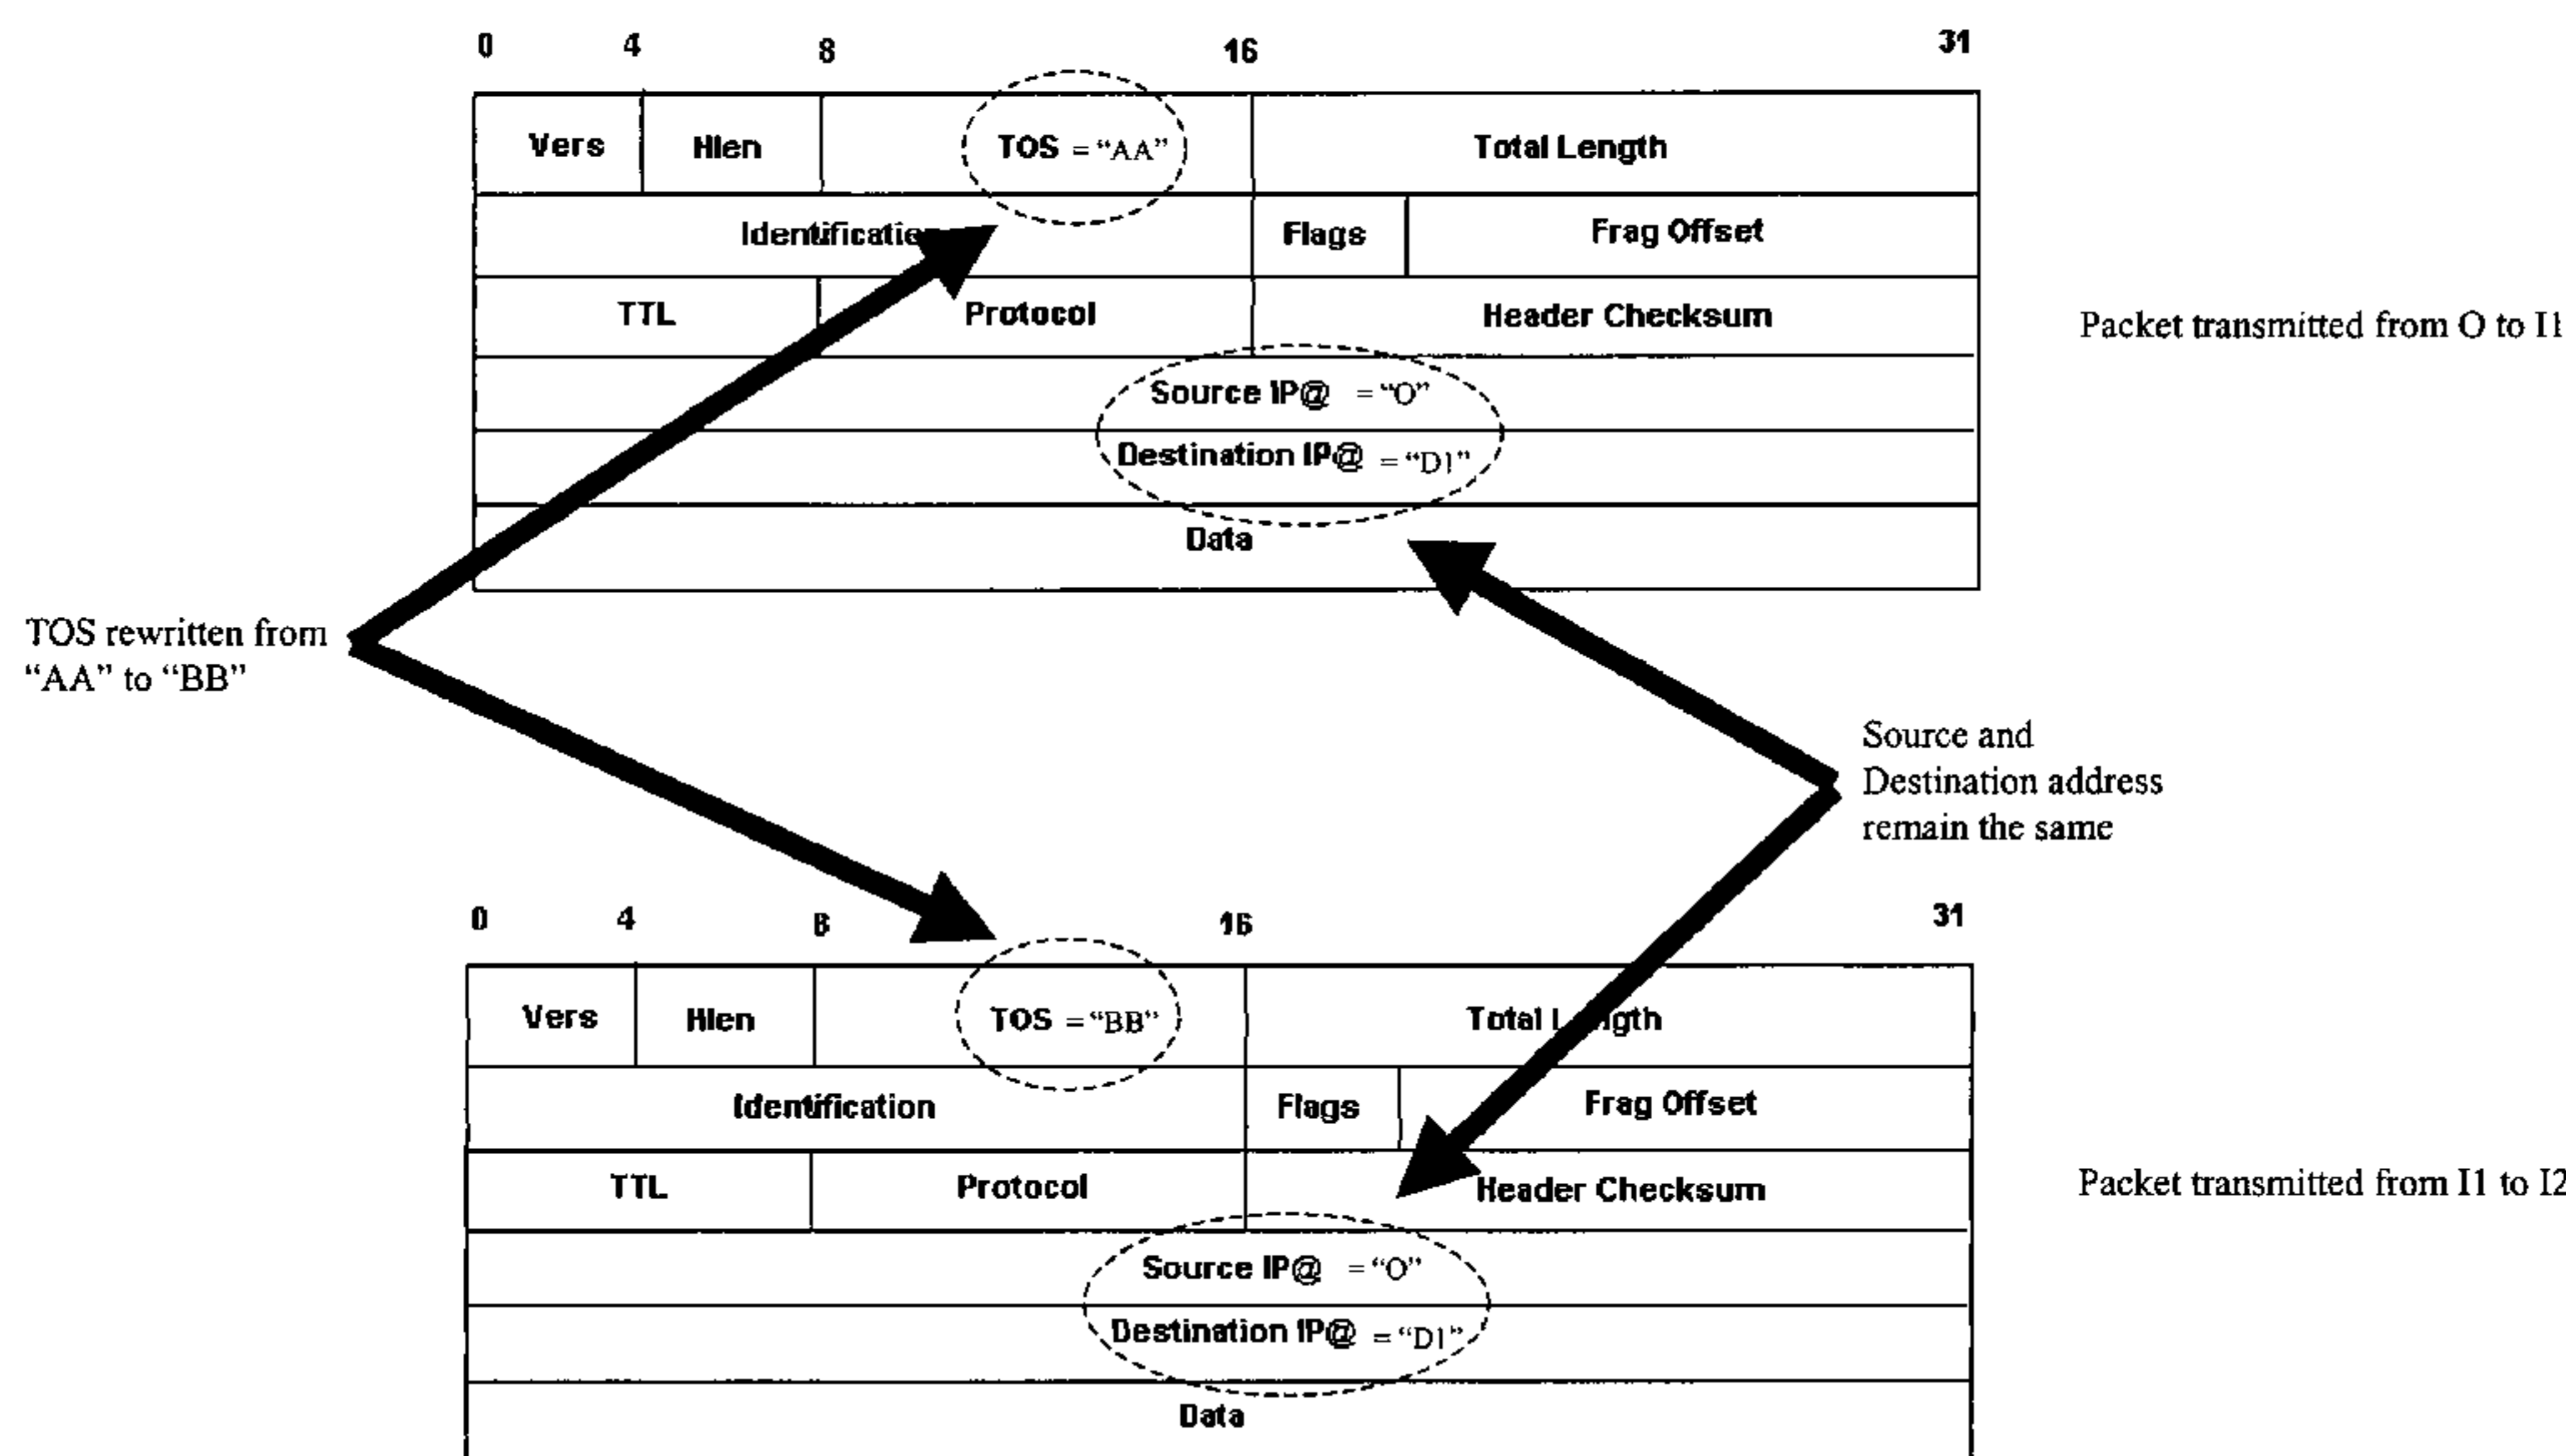 0 4 8 16 31
Vers Hlen TOS = “AA” Total Length
Identification Flags Frag Offset
TTL Protocol Header Checksum
Packet transmitted from O to I1
Source IP@ = “O”
Destination IP@ = “D1”
Data
TOS rewritten from
“AA” to “BB”
Source and
Destination address
remain the same
0 4 8 16 31
Vers Hlen TOS = “BB” Total Length
Identification Flags Frag Offset
TTL Protocol Header Checksum
Packet transmitted from I1 to I2
Source IP@ = “O”
Destination IP@ = “D1”
Data